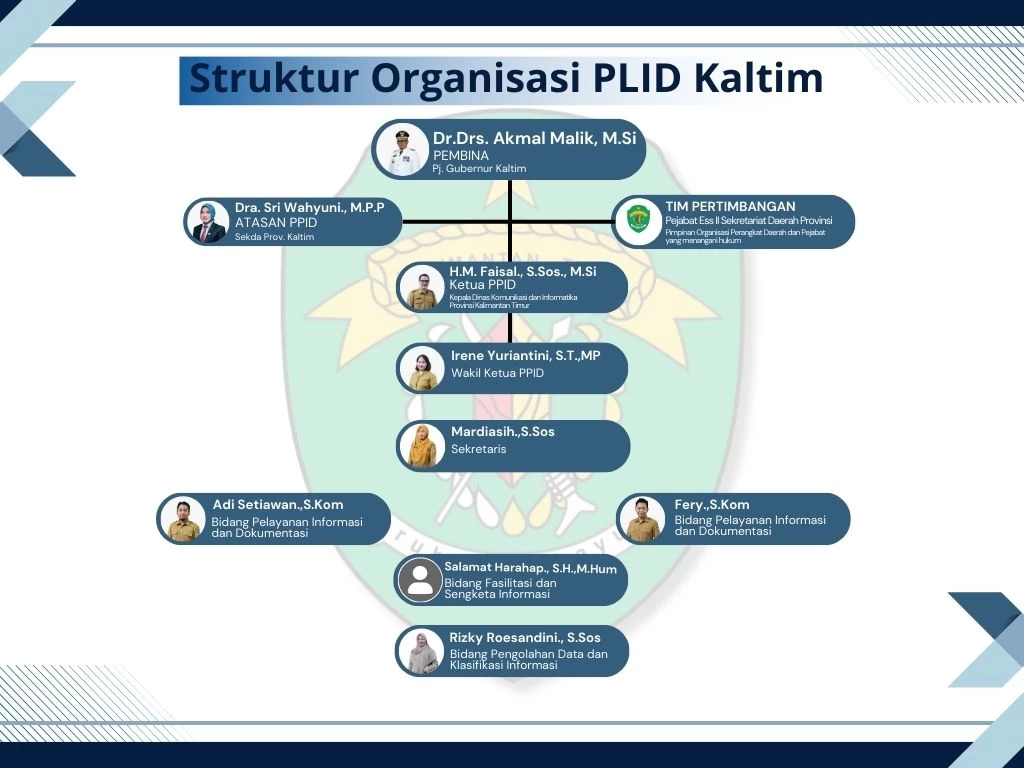 Struktur Organisasi PLID Kaltim
Dr.Drs. Akmal Malik, M.Si
PEMBINA
Pj. Gubernur Kaltim
Dra. Sri Wahyuni., M.P.P
ATASAN PPID
Sekda Prov. Kaltim
TIM PERTIMBANGAN
Pejabat Ess II Sekretariat Daerah Provinsi
Pimpinan Organisasi Perangkat Daerah dan Pejabat
yang menangani hukum
H.M. Faisal., S.Sos., M.Si
Ketua PPID
Kepala Dinas Komunikasi dan Informatika
Provinsi Kalimantan Timur
Irene Yuriantini, S.T.,MP
Wakil Ketua PPID
Mardiasih.,S.Sos
Sekretaris
Adi Setiawan.,S.Kom
Bidang Pelayanan Informasi
dan Dokumentasi
Fery.,S.Kom
Bidang Pelayanan Informasi
dan Dokumentasi
Salamat Harahap., S.H.,M.Hum
Bidang Fasilitasi dan
Sengketa Informasi
Rizky Roesandini., S.Sos
Bidang Pengolahan Data dan
Klasifikasi Informasi